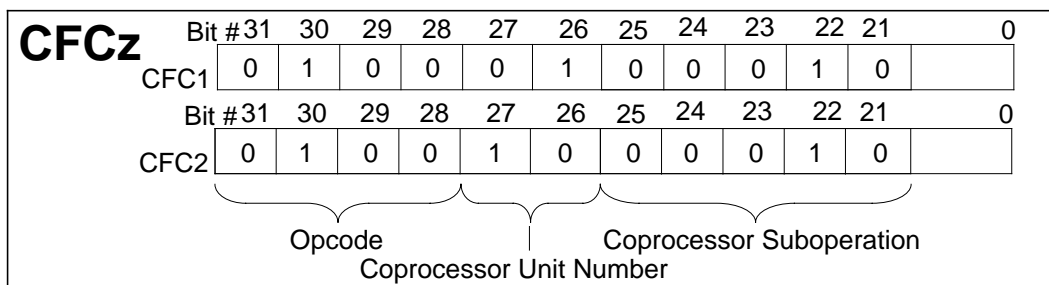 CFCz Bit # 31 30 29 28 27 26 25 24 23 22 21 0
CFC1 0 1 0 0 0 1 0 0 0 1 0
Bit # 31 30 29 28 27 26 25 24 23 22 21 0
CFC2 0 1 0 0 1 0 0 0 0 1 0
Opcode Coprocessor Suboperation
Coprocessor Unit Number